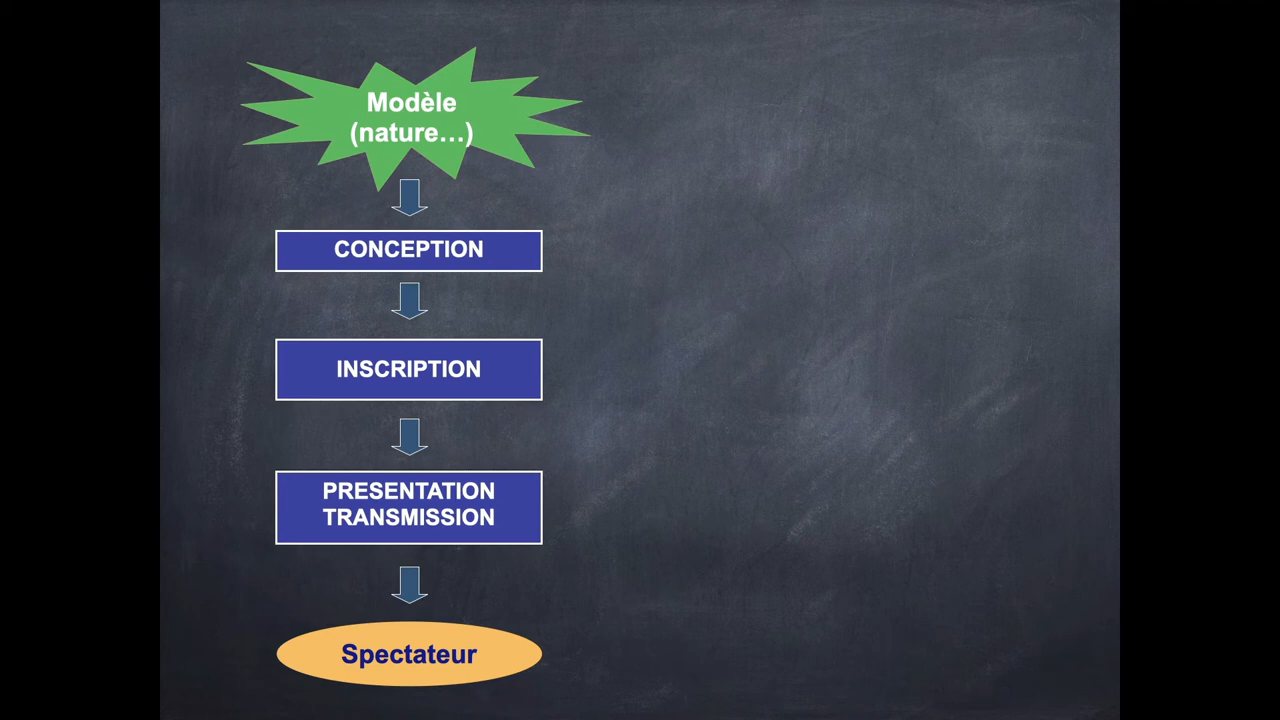 Modèle
(nature…)
CONCEPTION
INSCRIPTION
PRESENTATION
TRANSMISSION
Spectateur